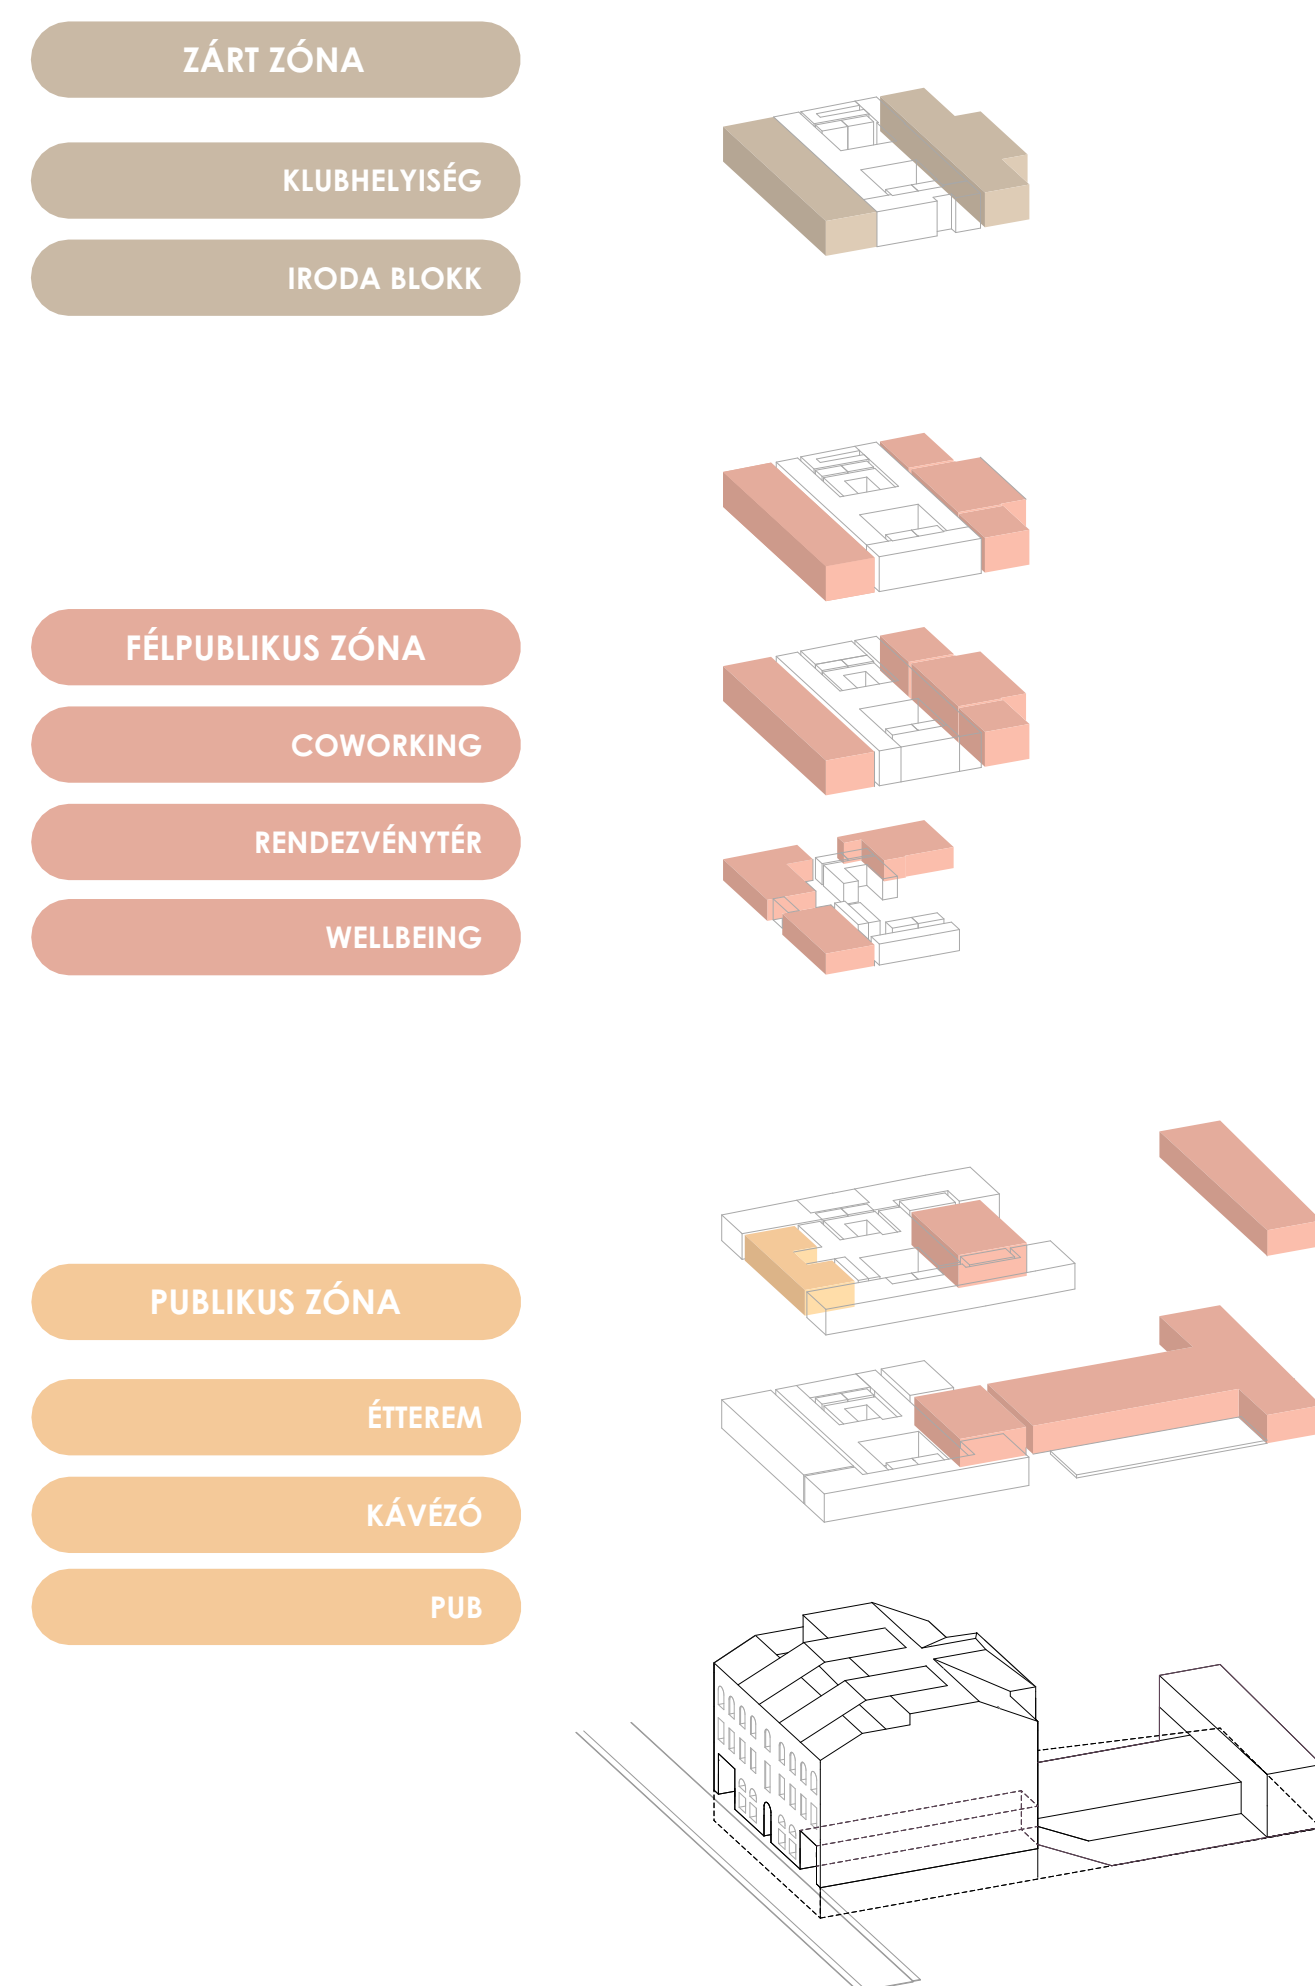 ZÁRT ZÓNA
KLUBHELYISÉG
IRODA BLOKK
FÉLPUBLIKUS ZÓNA
COWORKING
RENDEZVÉNYTÉR
WELLBEING
PUBLIKUS ZÓNA
ÉTTEREM
KÁVÉZÓ
PUB